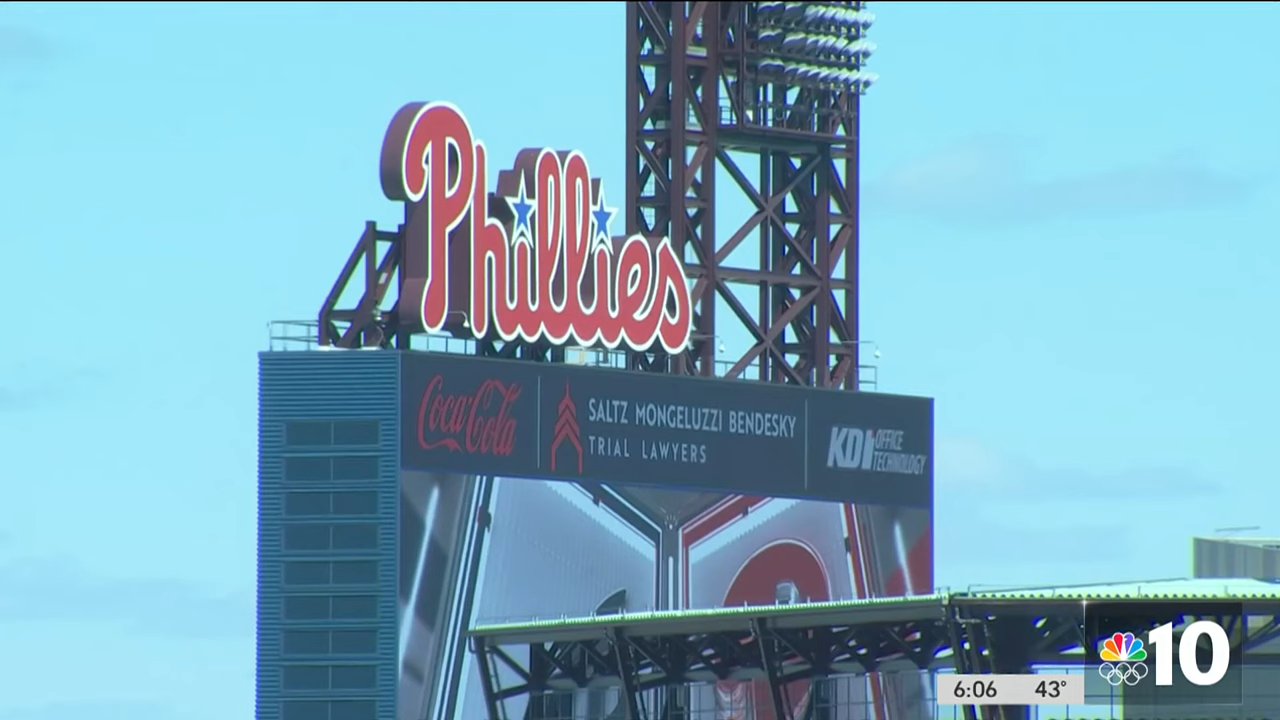 Phillies
Coca-Cola
SALTZ MONGELUZZI BENDESKY
TRIAL LAWYERS
KDI OFFICE
TECHNOLOGY
10
6:06 43°